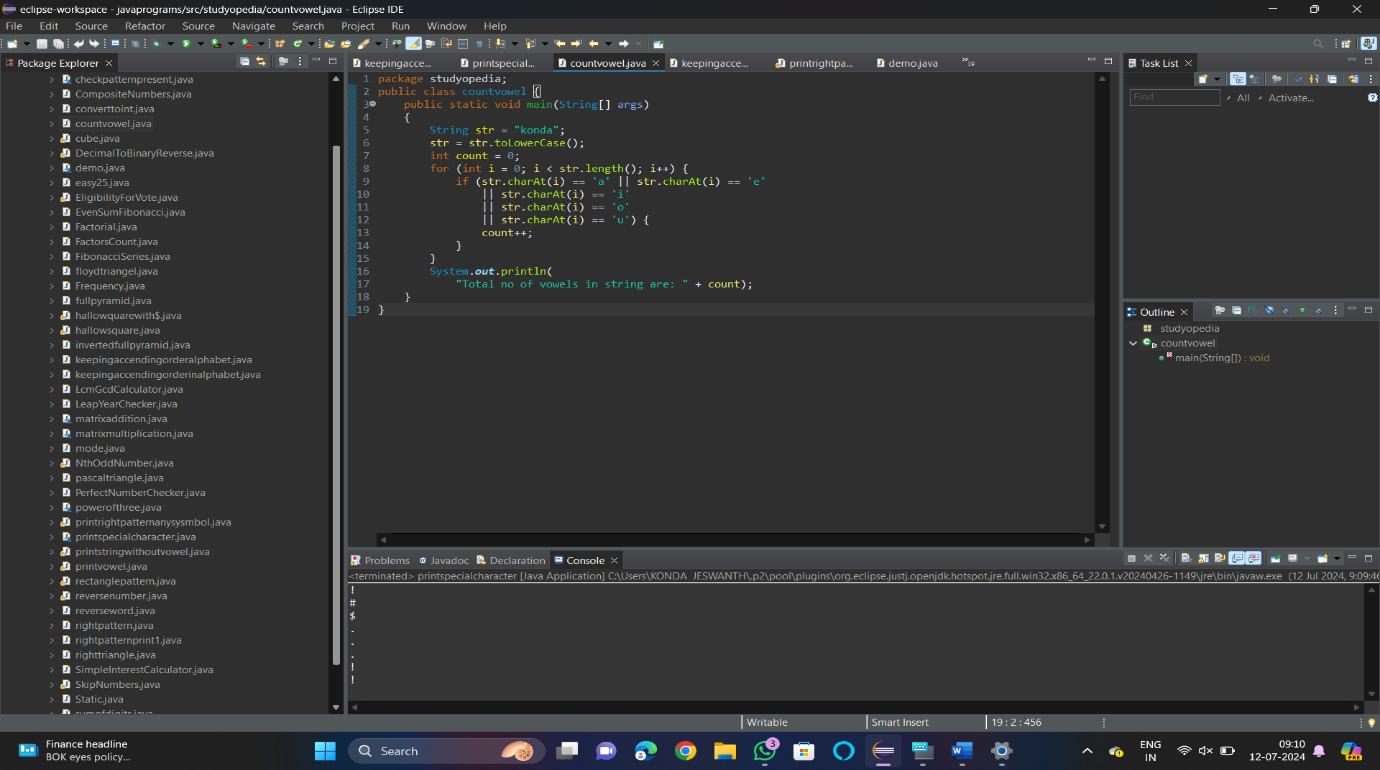 eclipse-workspace - javaprograms/src/studyopedia/countvowel.java - Eclipse IDE
File Edit Source Refactor Source Navigate Search Project Run Window Help
Package Explorer
checkpatternpresent.java
CompositeNumbers.java
converttoint.java
countvowel.java
cube.java
DecimalToBinaryReverse.java
demo.java
easy25.java
EligibilityForVote.java
EvenSumFibonacci.java
Factorial.java
FactorsCount.java
FibonacciSeries.java
floydtriangel.java
Frequency.java
fullpyramid.java
hallowquarewith$.java
hallowsquare.java
invertedfullpyramid.java
keepingaccendingorderalphabet.java
keepingaccendingorderinalphabet.java
LcmGcdCalculator.java
LeapYearChecker.java
matrixaddition.java
matrixmultiplication.java
mode.java
NthOddNumber.java
pascaltriangle.java
PerfectNumberChecker.java
powerofthree.java
printrightpatternanysysmbol.java
printspecialcharacter.java
printstringwithoutvowel.java
printvowel.java
rectanglepattern.java
reversenumber.java
reverseword.java
rightpattern.java
rightpatternprint1.java
righttriangle.java
SimpleInterestCalculator.java
SkipNumbers.java
Static.java
keepingacce... printspecial... countvowel.java keepingacce... printrightpa... demo.java
1 package studyopedia;
2 public class countvowel {
3 public static void main(String[] args)
4 {
5 String str = "konda";
6 str = str.toLowerCase();
7 int count = 0;
8 for (int i = 0; i < str.length(); i++) {
9 if (str.charAt(i) == 'a' || str.charAt(i) == 'e'
10 || str.charAt(i) == 'i'
11 || str.charAt(i) == 'o'
12 || str.charAt(i) == 'u') {
13 count++;
14 }
15 }
16 System.out.println(
17 "Total no of vowels in string are: " + count);
18 }
19 }
Task List
Find All Activate...
Outline
studyopedia
countvowel
main(String[]) : void
Problems Javadoc Declaration Console
<terminated> printspecialcharacter [Java Application] C:\Users\KONDA JESWANTH\.p2\pool\plugins\org.eclipse.justj.openjdk.hotspot.jre.full.win32.x86_64_22.0.1.v20240426-1149\jre\bin\javaw.exe (12 Jul 2024, 9:09:46
!
#
$
.
.
.
!
!
Writable Smart Insert 19 : 2 : 456
Finance headline
BOK eyes policy...
Search
3
ENG
IN
09:10
12-07-2024